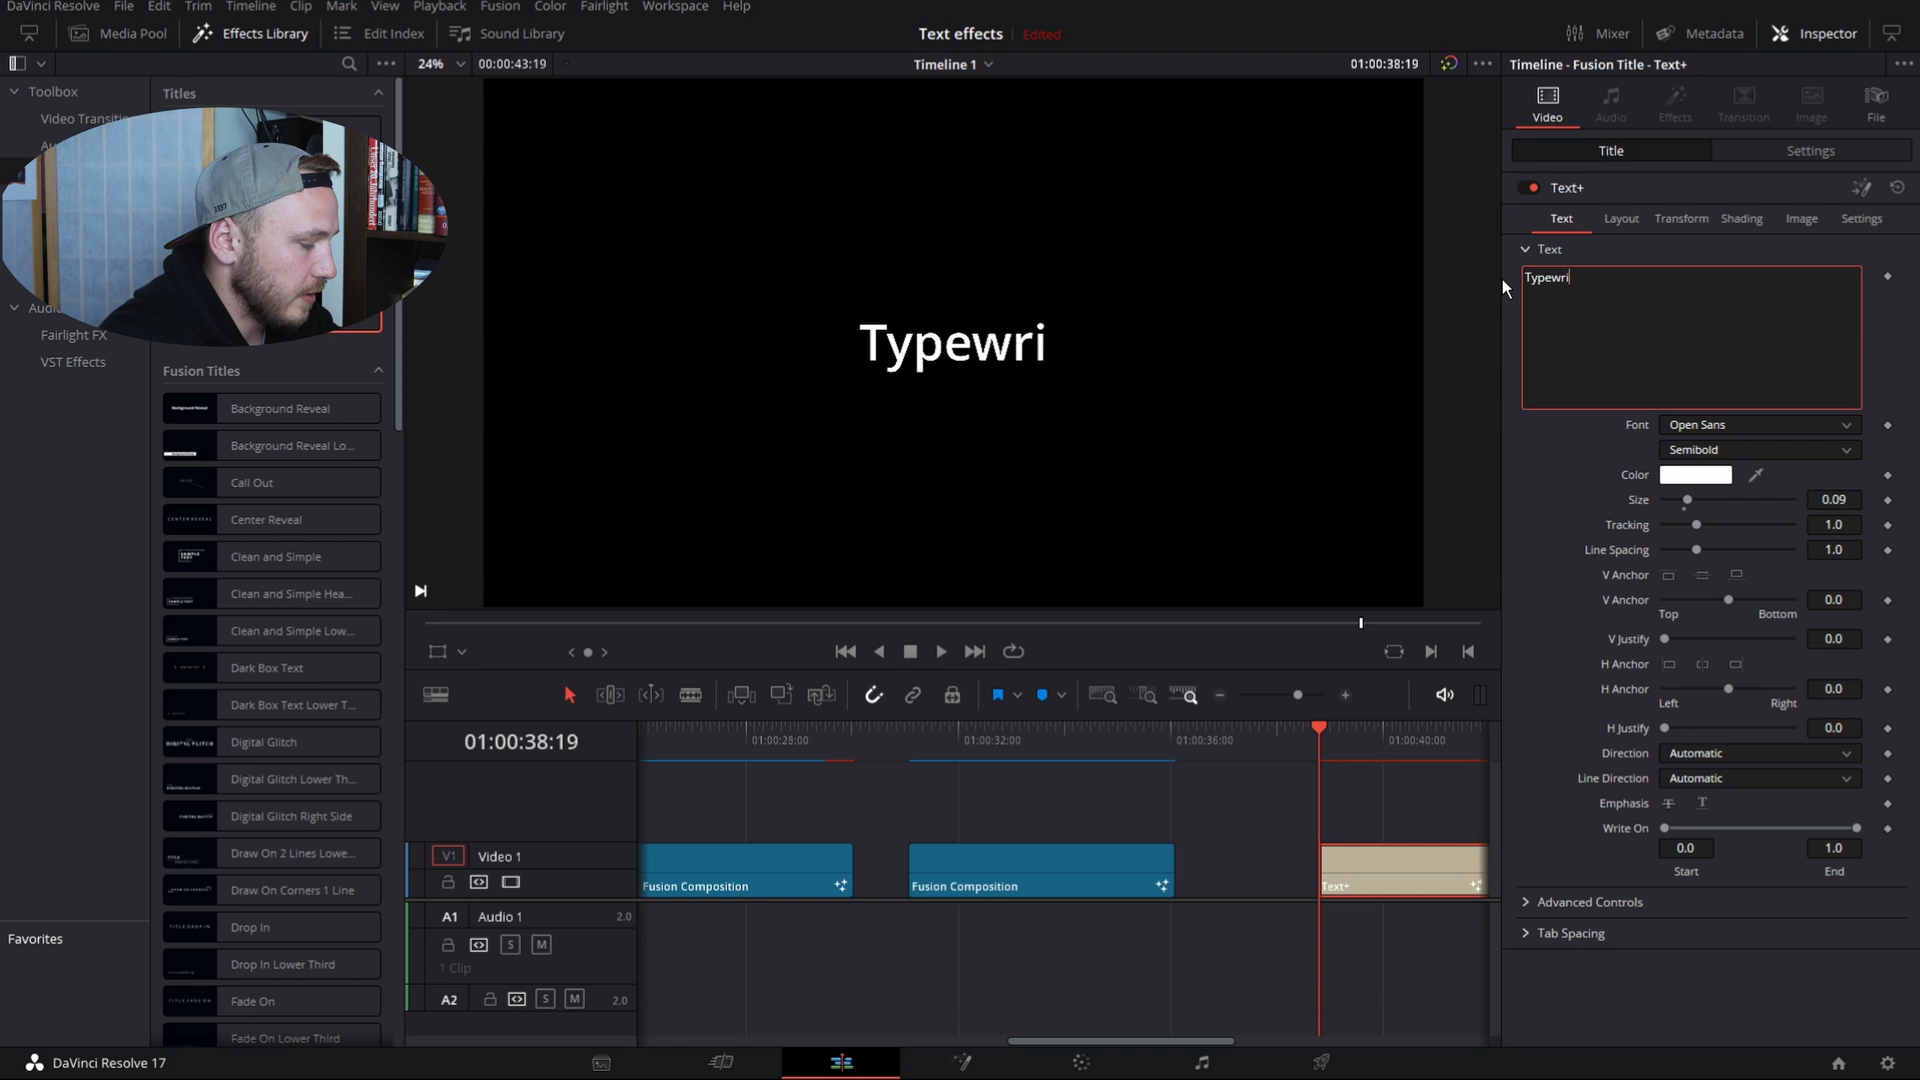 DaVinci Resolve File Edit Trim Timeline Clip Mark View Playback Fusion Color Fairlight Workspace Help
Media Pool Effects Library Edit Index Sound Library
Text effects Edited
Mixer Metadata Inspector
24% 00:00:43:19 Timeline 1 01:00:38:19
Timeline - Fusion Title - Text+
Toolbox
Video Transitio
Au
Audio
Fairlight FX
VST Effects
Favorites
Titles
Fusion Titles
Background Reveal
Background Reveal Lo...
Call Out
Center Reveal
Clean and Simple
Clean and Simple Hea...
Clean and Simple Low...
Dark Box Text
Dark Box Text Lower T...
Digital Glitch
Digital Glitch Lower Th...
Digital Glitch Right Side
Draw On 2 Lines Lowe...
Draw On Corners 1 Line
Drop In
Drop In Lower Third
Fade On
Fade On Lower Third
Typewri
Video Audio Effects Transition Image File
Title Settings
Text+
Text Layout Transform Shading Image Settings
Text
Typewri
Font Open Sans
Semibold
Color
Size 0.09
Tracking 1.0
Line Spacing 1.0
V Anchor
V Anchor 0.0
Top Bottom
V Justify 0.0
H Anchor
H Anchor 0.0
Left Right
H Justify 0.0
Direction Automatic
Line Direction Automatic
Emphasis
Write On
0.0 1.0
Start End
Advanced Controls
Tab Spacing
01:00:38:19
01:00:28:00 01:00:32:00 01:00:36:00 01:00:40:00
V1 Video 1
Fusion Composition Fusion Composition Text+
A1 Audio 1 2.0
S M
1 Clip
A2 S M 2.0
DaVinci Resolve 17